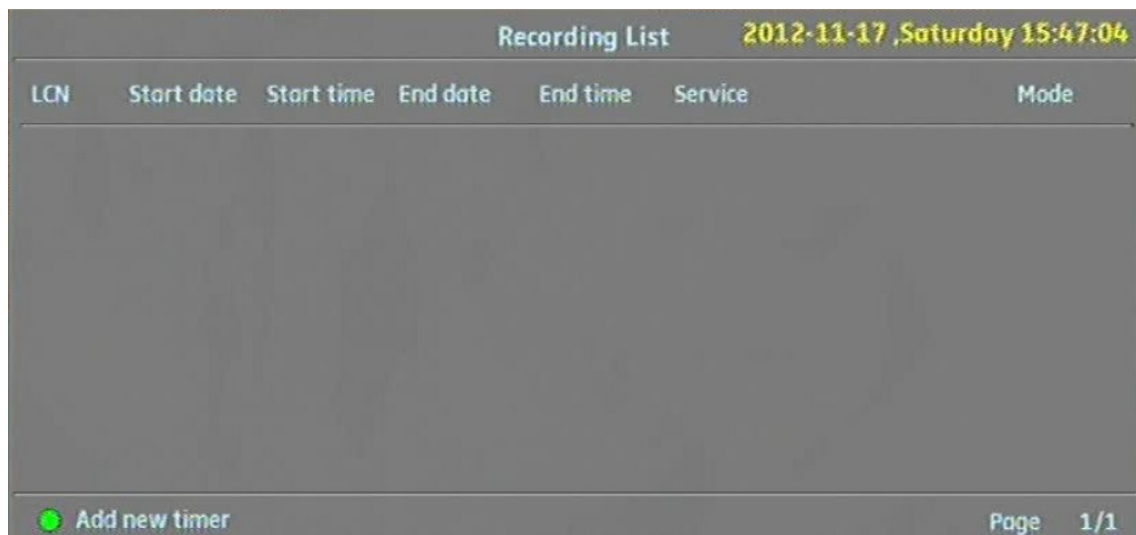 Recording List 2012-11-17 ,Saturday 15:47:04
LCN Start date Start time End date End time Service Mode
Add new timer Page 1/1